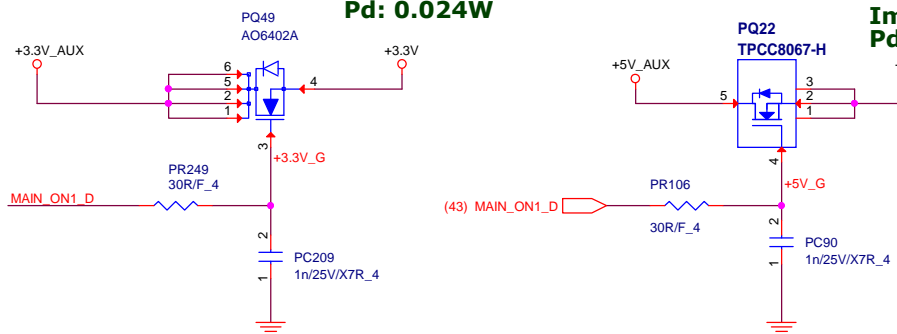 Pd: 0.024W
PQ49
AO6402A
+3.3V_AUX
+3.3V
6
5
2
1
4
3
+3.3V_G
PR249
30R/F_4
MAIN_ON1_D
2
1
PC209
1n/25V/X7R_4
Im
Pd
PQ22
TPCC8067-H
+5V_AUX
5
3
2
1
4
+5V_G
PR106
30R/F_4
(43) MAIN_ON1_D
2
1
PC90
1n/25V/X7R_4